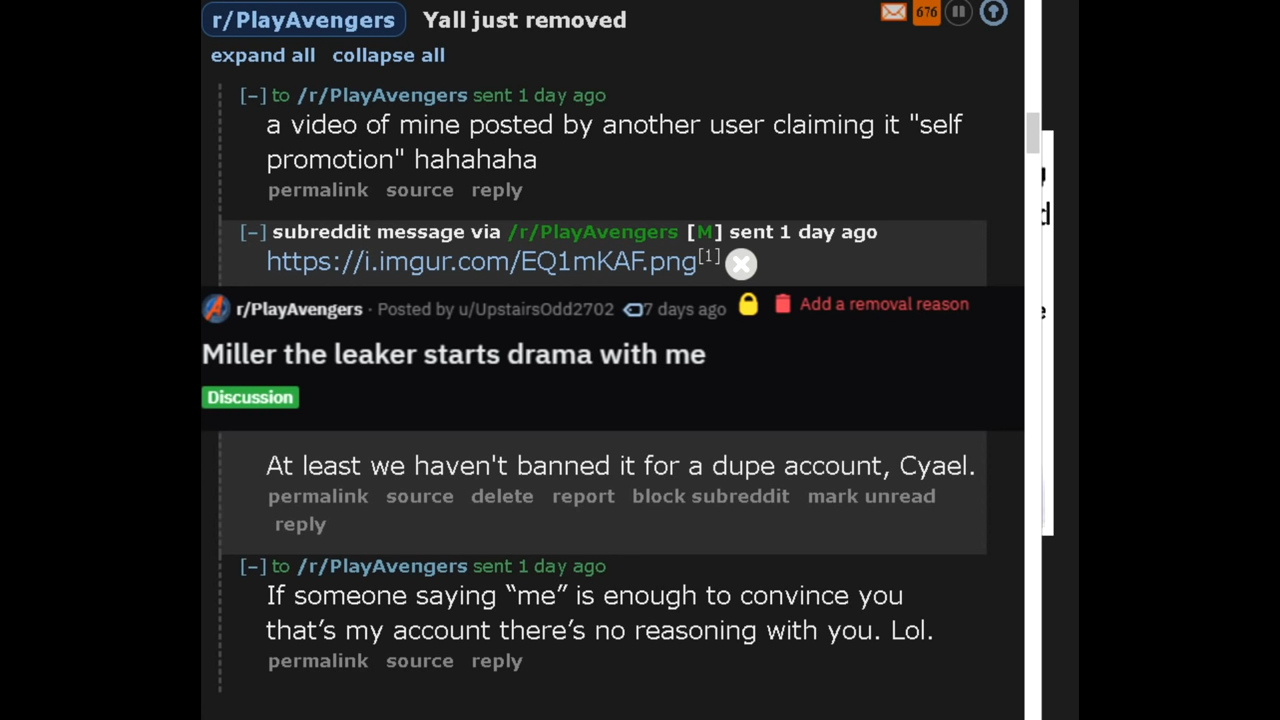 r/PlayAvengers Yall just removed 676
expand all collapse all
[–] to /r/PlayAvengers sent 1 day ago
a video of mine posted by another user claiming it "self
promotion" hahahaha
permalink source reply
[–] subreddit message via /r/PlayAvengers [M] sent 1 day ago
https://i.imgur.com/EQ1mKAF.png[1]
r/PlayAvengers · Posted by u/UpstairsOdd2702 7 days ago Add a removal reason
Miller the leaker starts drama with me
Discussion
At least we haven't banned it for a dupe account, Cyael.
permalink source delete report block subreddit mark unread
reply
[–] to /r/PlayAvengers sent 1 day ago
If someone saying “me” is enough to convince you
that’s my account there’s no reasoning with you. Lol.
permalink source reply